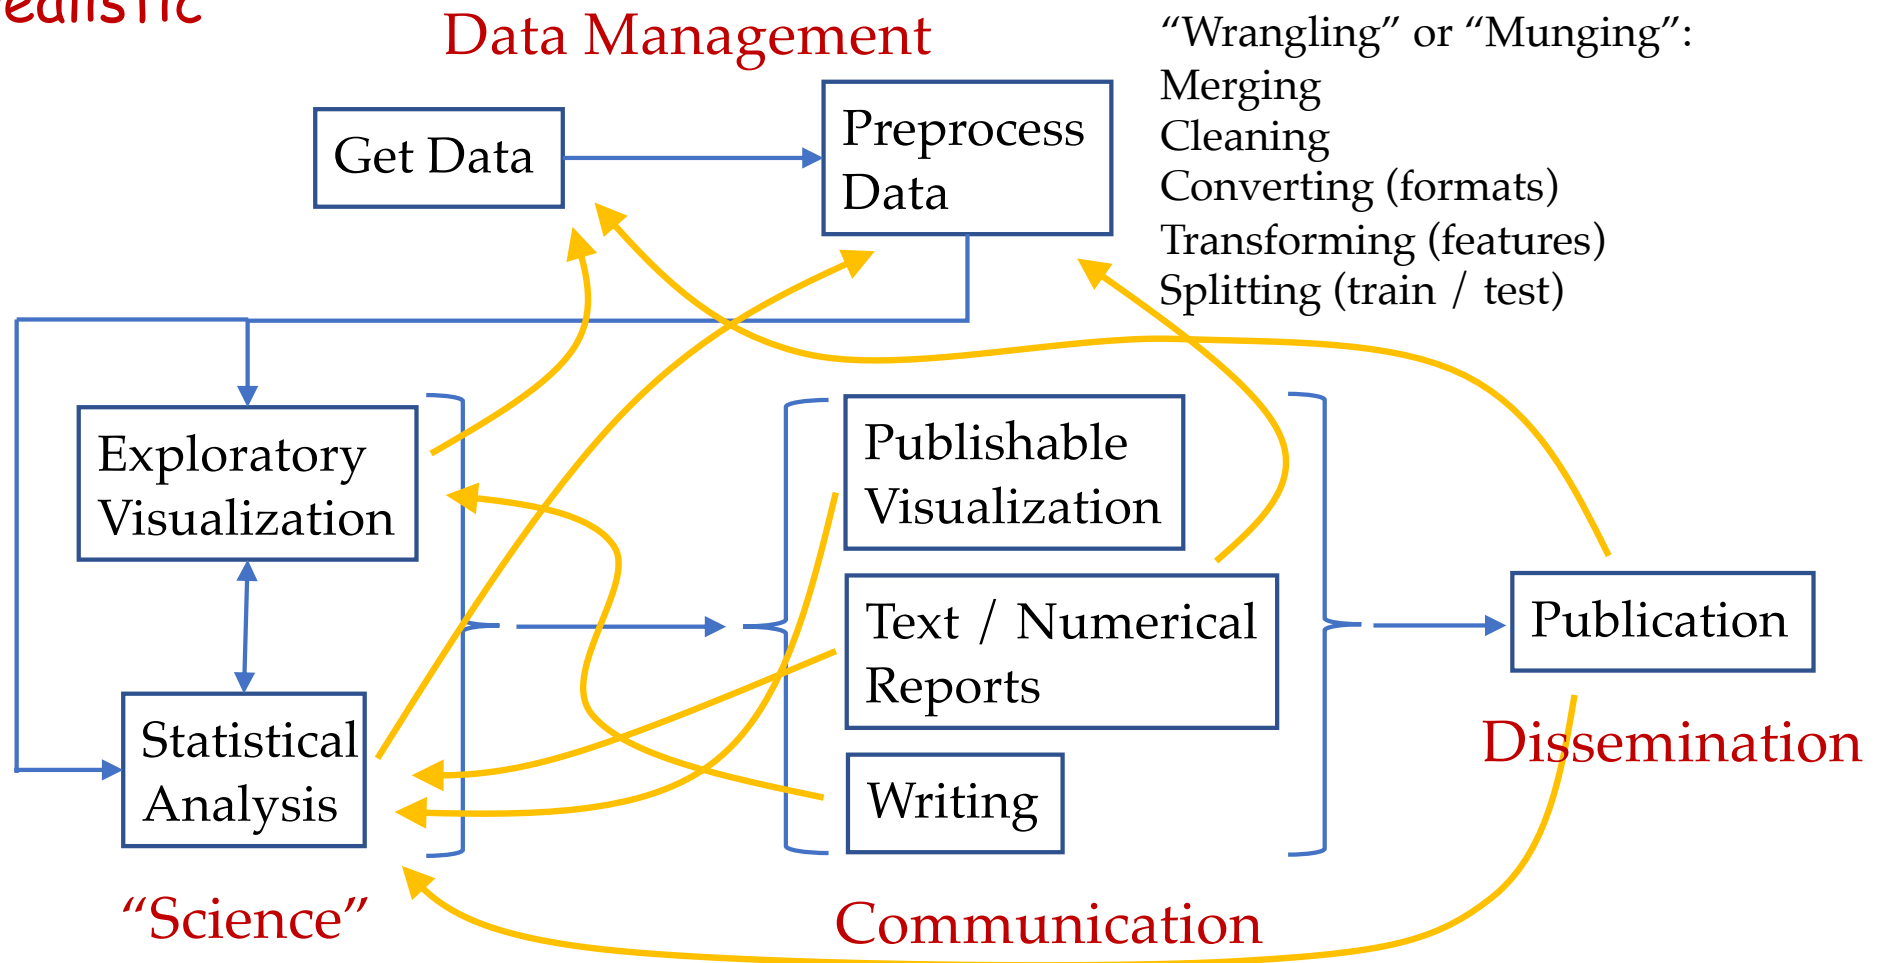 Data Management
“Wrangling” or “Munging”:
Merging
Cleaning
Converting (formats)
Transforming (features)
Splitting (train / test)
Get Data
Preprocess
Data
Exploratory
Visualization
Statistical
Analysis
“Science”
Publishable
Visualization
Text / Numerical
Reports
Writing
Communication
Publication
Dissemination